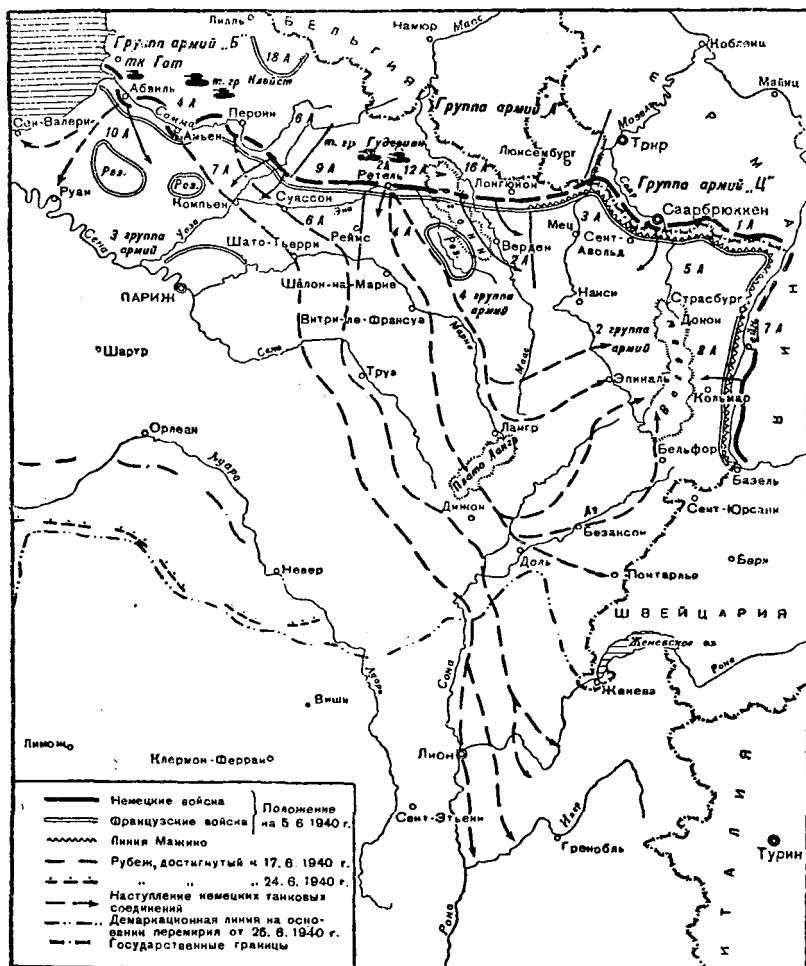 Лилль
БЕЛЬГИЯ
Намюр
Маас
Кобленц
Майнц
ГЕРМАНИЯ
Группа армий „Б"
тк Гот
18 А
т. гр Клейст
Абвиль
4 А
Сомма
Перонн
Амьен
Сен-Валери
10 А
Рез.
Рез.
Руан
7 А
6 А
Группа армий „А"
т. гр Гудериан
9 А
2А
12 А
16 А
Ретель
Люксембург
Лонгюйон
Мозель
Трир
Саар
Группа армий „Ц"
Саарбрюккен
1 А
Компьен
Суассон
Уаза
Эна
6 А
Реймс
4 А
Рез.
Верден
2 А
Мец
3 А
Сент-
Авольд
5 А
3 группа
армий
Сена
Шато-Тьерри
Шалон-на-Марне
ПАРИЖ
Витри-ле-Франсуа
Марна
4 группа
армий
Маас
Нанси
2 группа
армий
Страсбург
Донон
7 А
8 А
Шартр
Сена
Труа
Эпиналь
Кольмар
Орлеан
Луара
Лангр
Плато Лангр
Бельфор
Базель
Дижон
Безансон
Сент-Юрсанн
Невер
Доль
Понтарлье
Берн
ШВЕЙЦАРИЯ
Женевское оз
Рона
Луара
Сона
Женева
Виши
Лимож
Клермон-Ферран
Лион
Сент-Этьенн
Изер
Гренобль
ИТАЛИЯ
Турин
Рона
Немецкие войска
Французские войска
Положение
на 5 6 1940 г.
Линия Мажино
Рубеж, достигнутый к 17. 6. 1940 г.
„ „ „ 24. 6. 1940 г.
Наступление немецких танковых
соединений
Демаркационная линия на осно-
вании перемирия от 25. 6. 1940 г.
Государственные границы